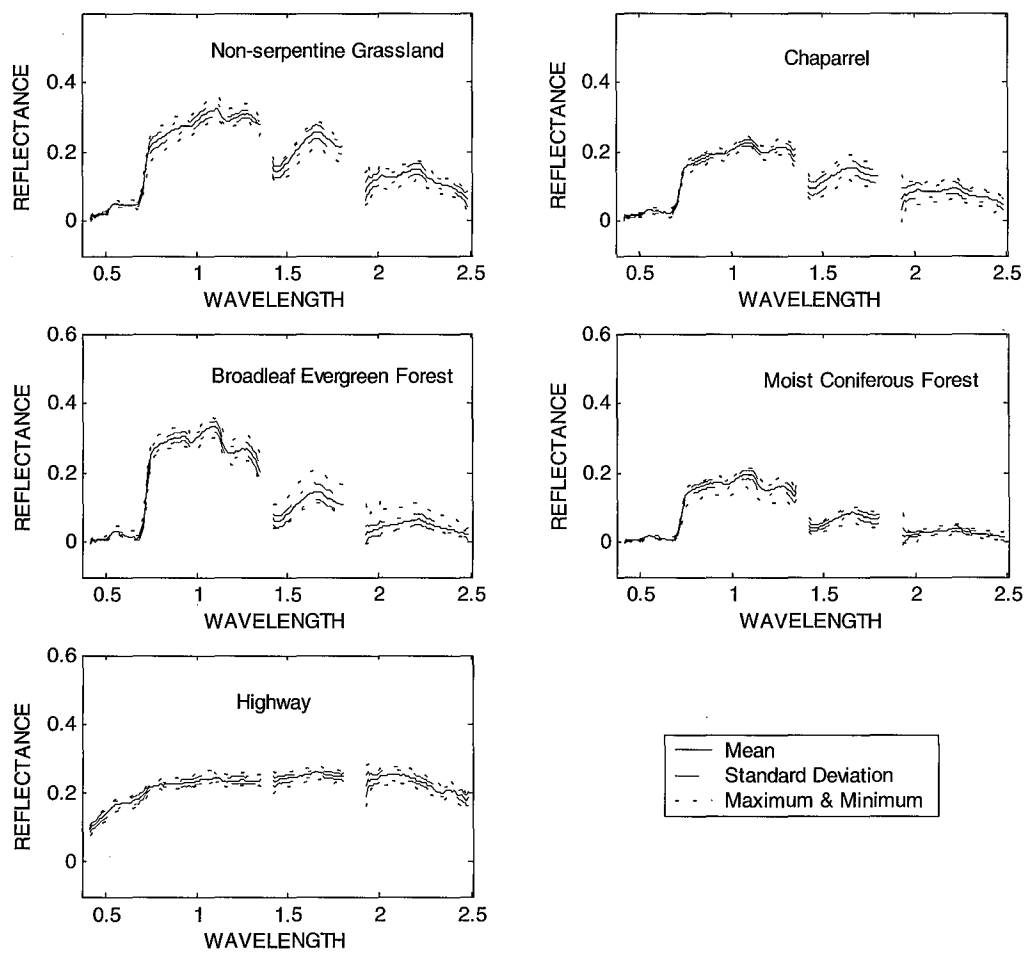 Non-serpentine Grassland
REFLECTANCE
0.4
0.2
0
0.5 1 1.5 2 2.5
WAVELENGTH
Chaparrel
REFLECTANCE
0.4
0.2
0
0.5 1 1.5 2 2.5
WAVELENGTH
Broadleaf Evergreen Forest
REFLECTANCE
0.6
0.4
0.2
0
0.5 1 1.5 2 2.5
WAVELENGTH
Moist Coniferous Forest
REFLECTANCE
0.6
0.4
0.2
0
0.5 1 1.5 2 2.5
WAVELENGTH
Highway
REFLECTANCE
0.6
0.4
0.2
0
0.5 1 1.5 2 2.5
WAVELENGTH
Mean
Standard Deviation
Maximum & Minimum